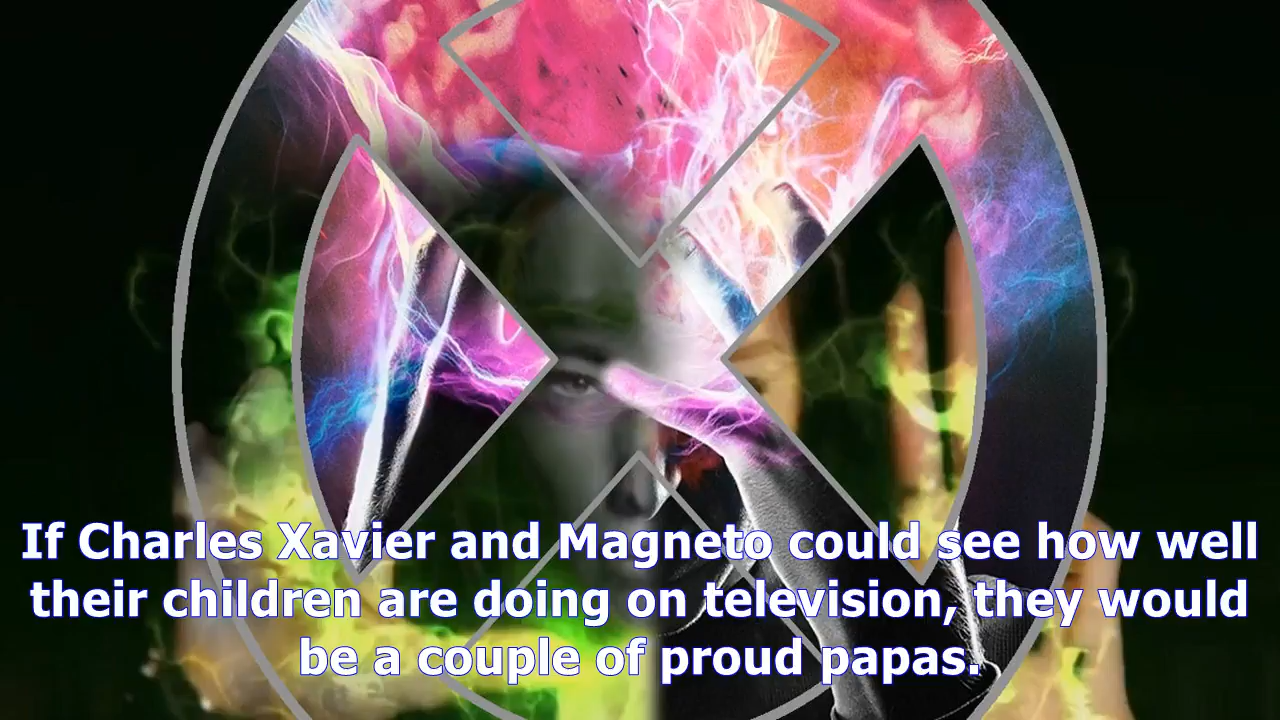 If Charles Xavier and Magneto could see how well
their children are doing on television, they would
be a couple of proud papas.